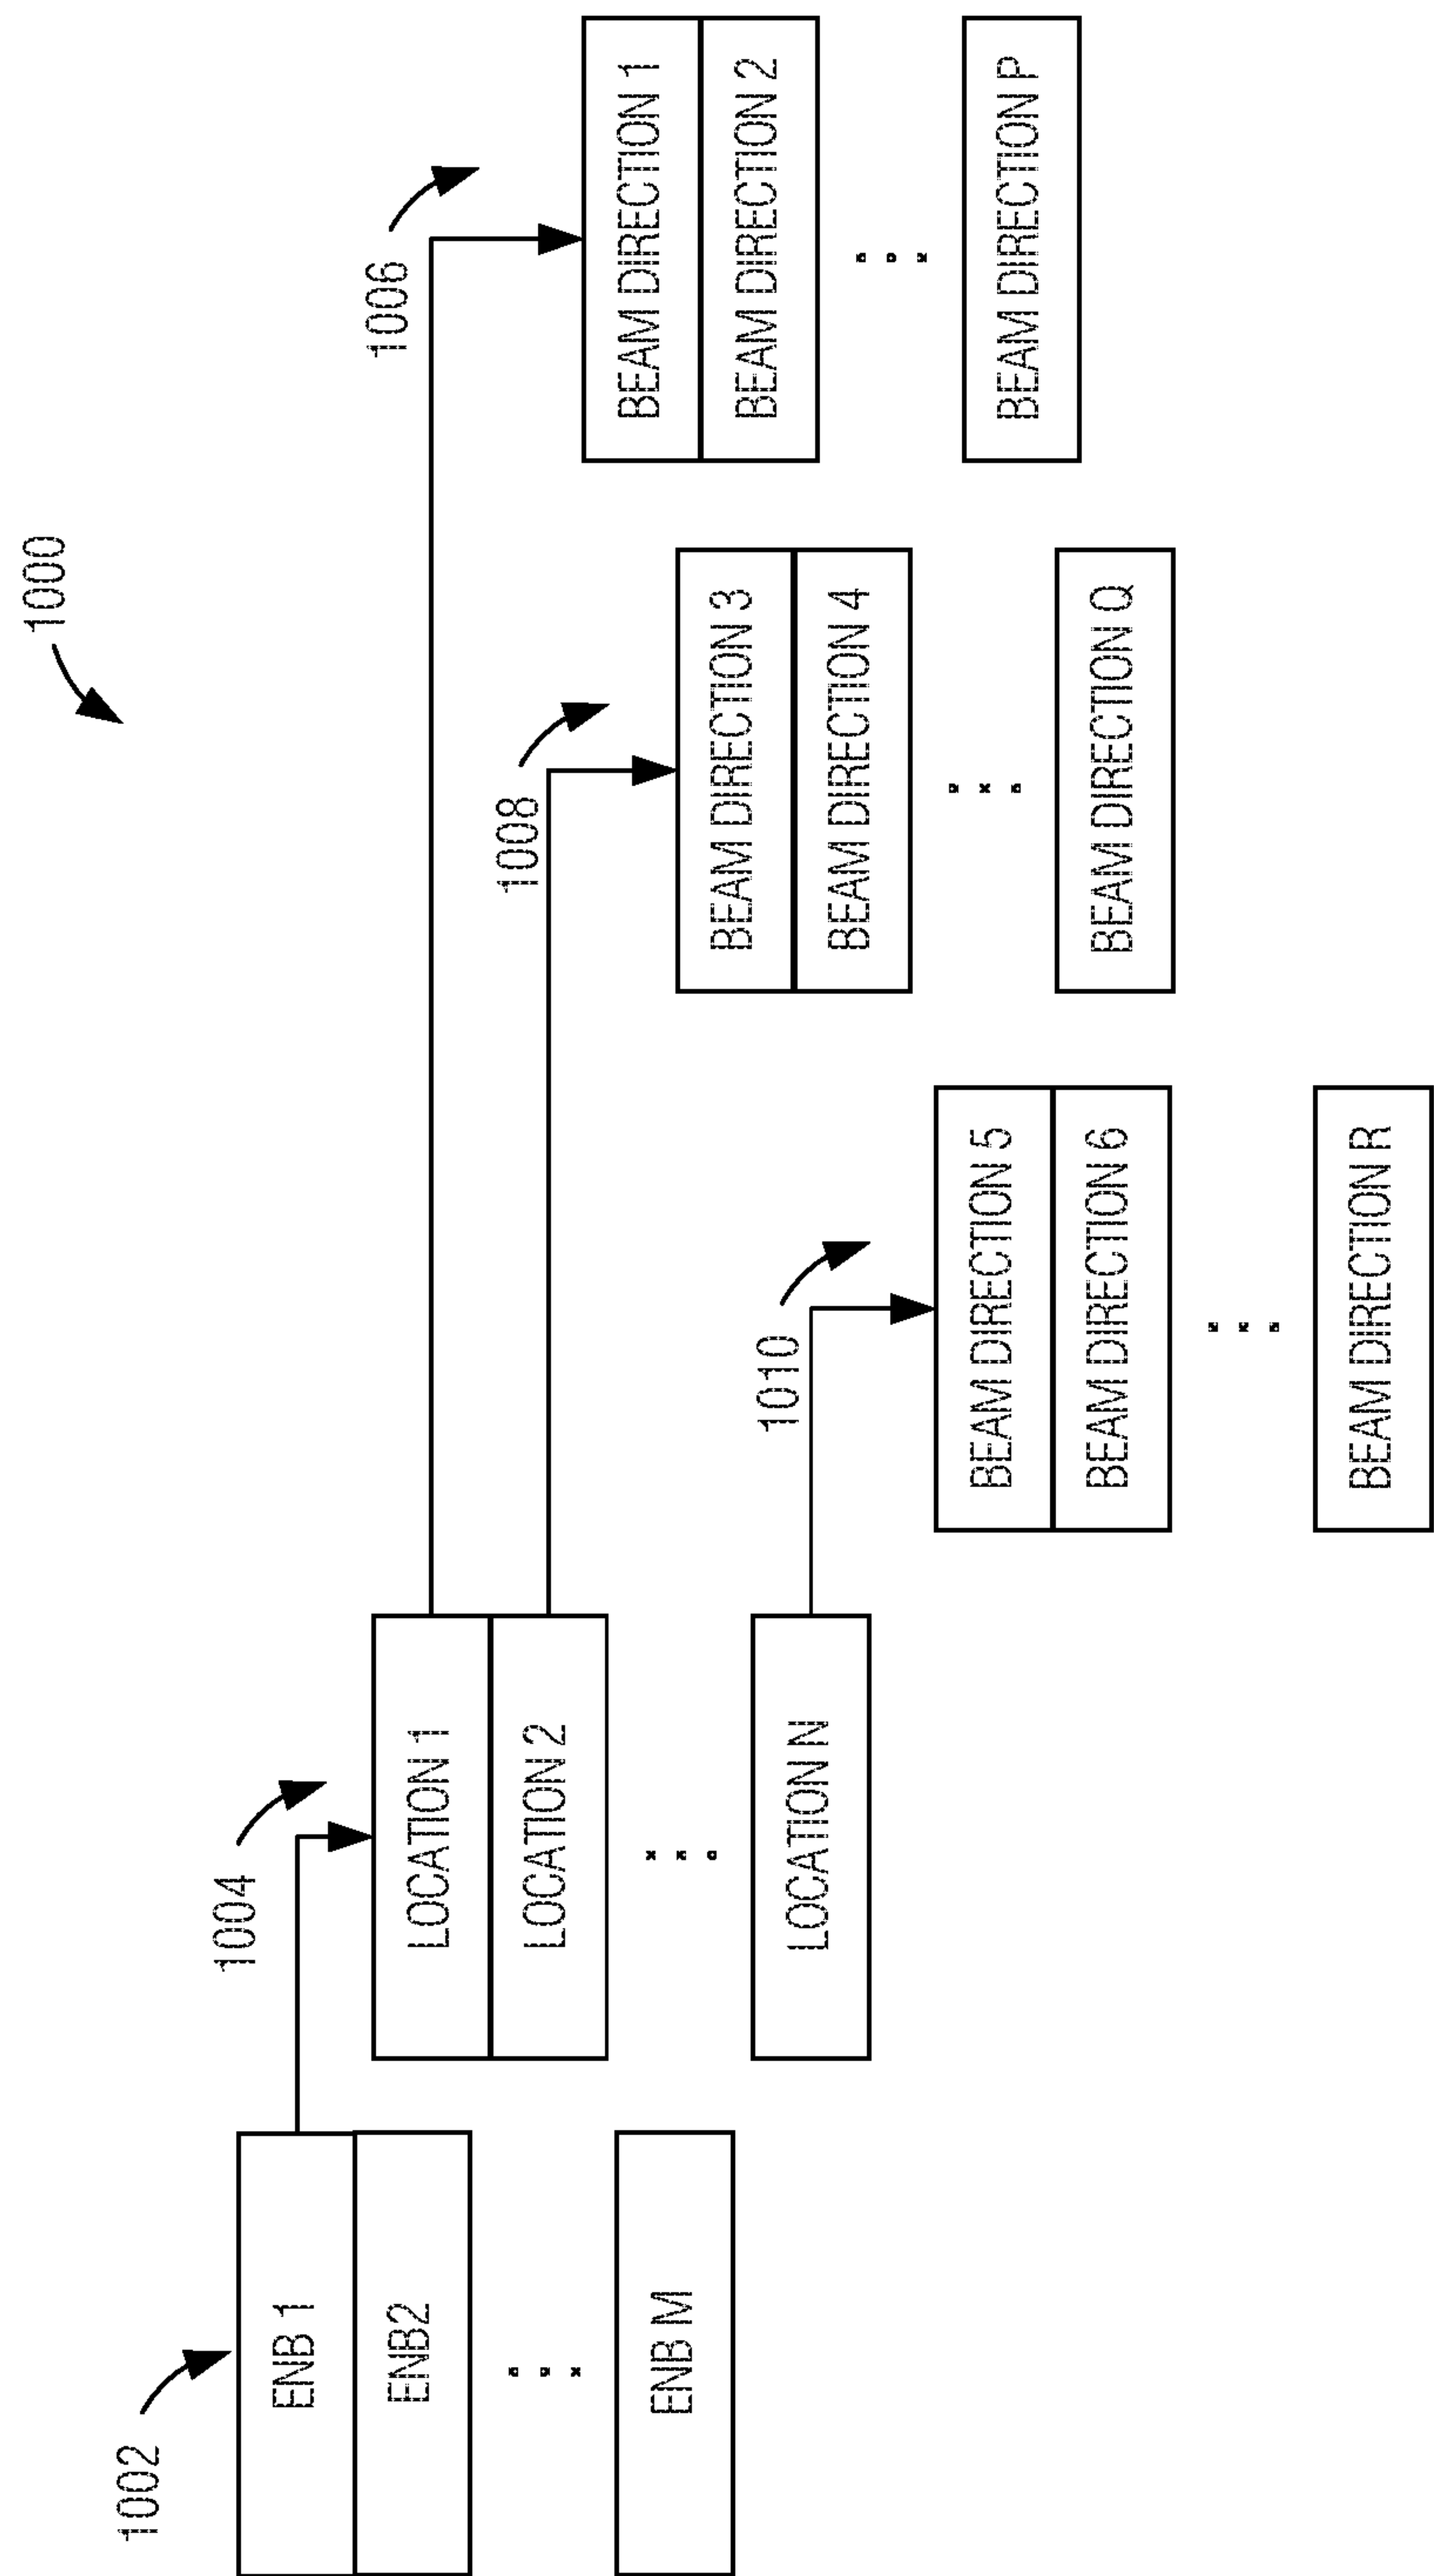 1000
1002
ENB 1
ENB2
ENB M
1004
LOCATION 1
LOCATION 2
LOCATION N
1006
BEAM DIRECTION 1
BEAM DIRECTION 2
BEAM DIRECTION P
1008
BEAM DIRECTION 3
BEAM DIRECTION 4
BEAM DIRECTION Q
1010
BEAM DIRECTION 5
BEAM DIRECTION 6
BEAM DIRECTION R